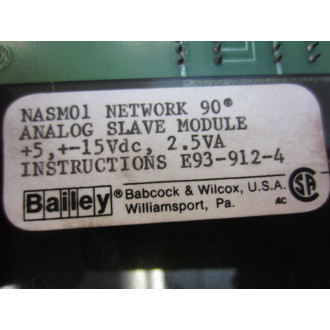 NASM01 NETWORK 90®
ANALOG SLAVE MODULE
+5,+-15Vdc, 2.5VA
INSTRUCTIONS E93-912-4
Bailey® Babcock & Wilcox, U.S.A.
Williamsport, Pa.
SA
AC